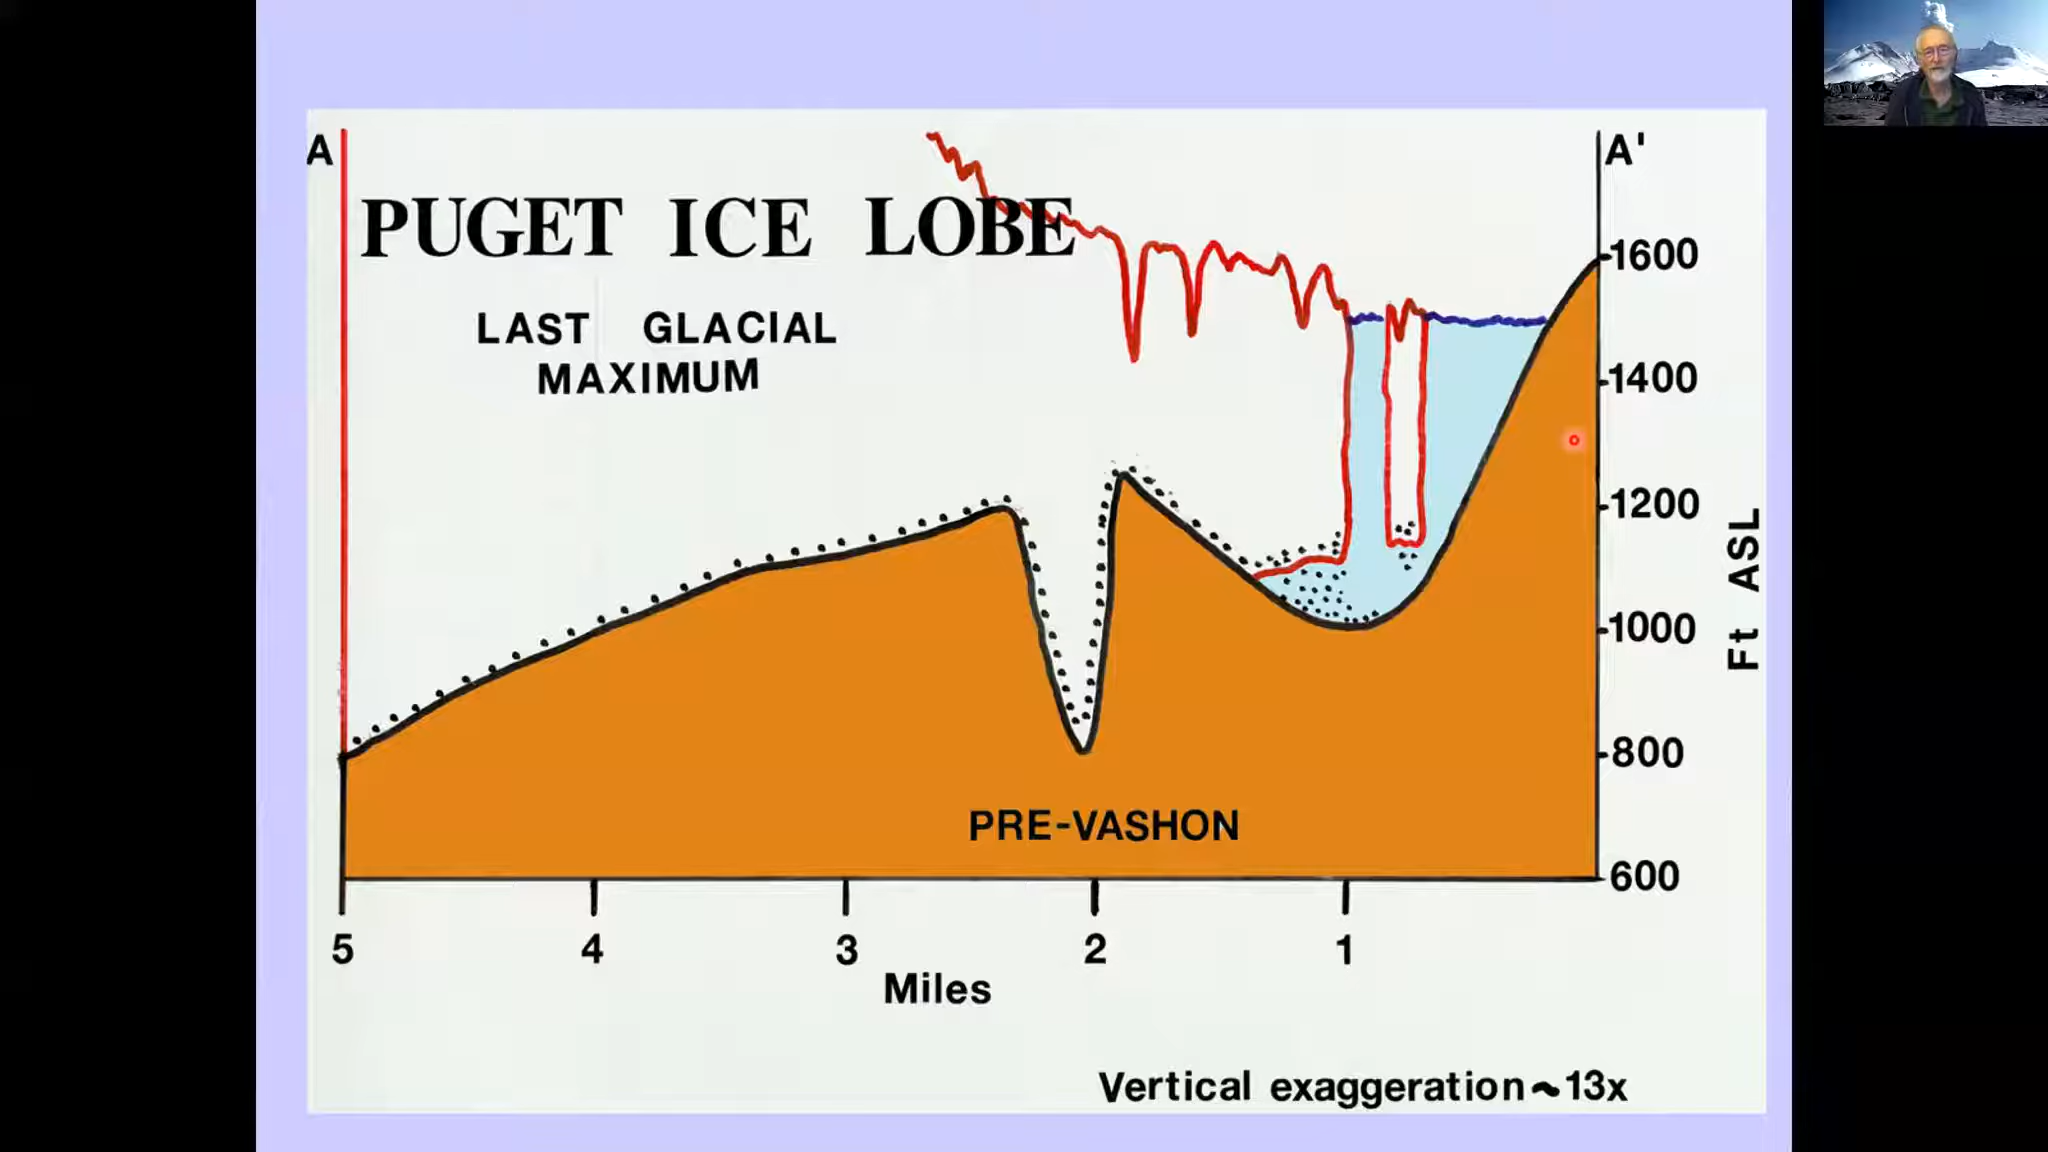 A
A'
PUGET ICE LOBE
LAST GLACIAL
MAXIMUM
1600
1400
1200
1000
800
600
Ft ASL
PRE-VASHON
5 4 3 2 1
Miles
Vertical exaggeration ~ 13x